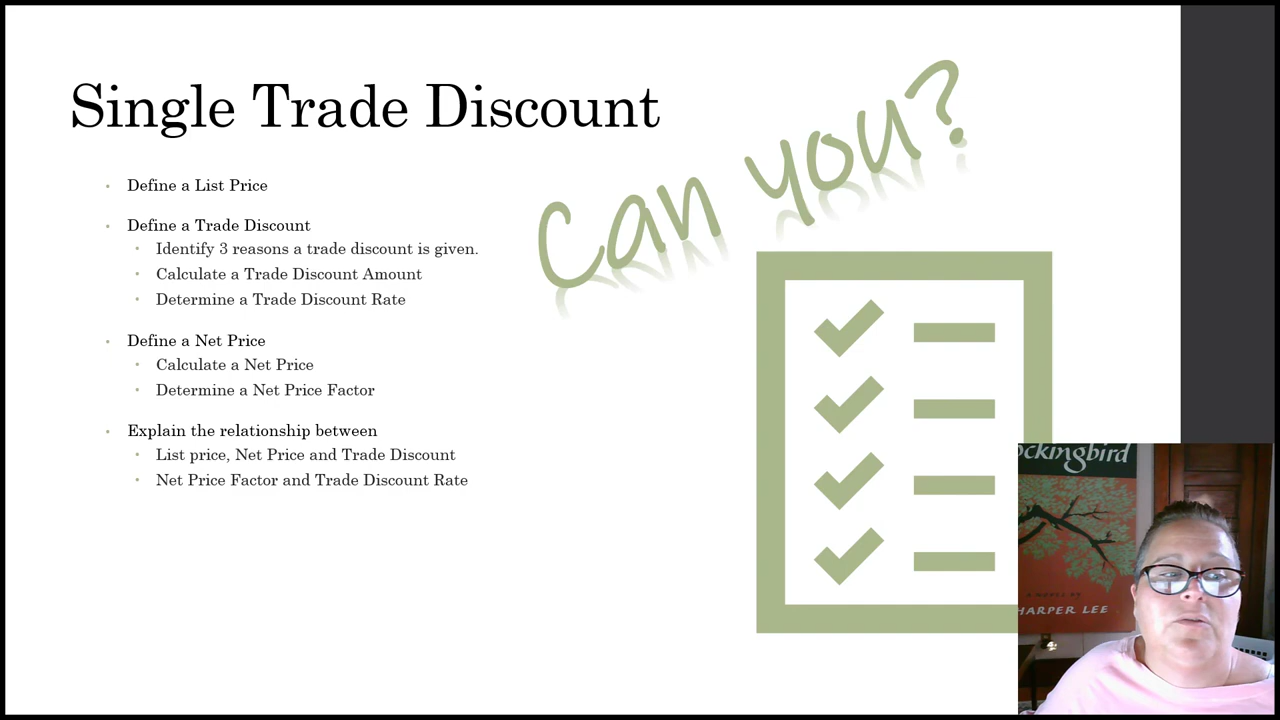 Single Trade Discount
Can you?
Define a List Price
Define a Trade Discount
Identify 3 reasons a trade discount is given.
Calculate a Trade Discount Amount
Determine a Trade Discount Rate
Define a Net Price
Calculate a Net Price
Determine a Net Price Factor
Explain the relationship between
List price, Net Price and Trade Discount
Net Price Factor and Trade Discount Rate
ockingbird
A NOVEL BY
HARPER LEE